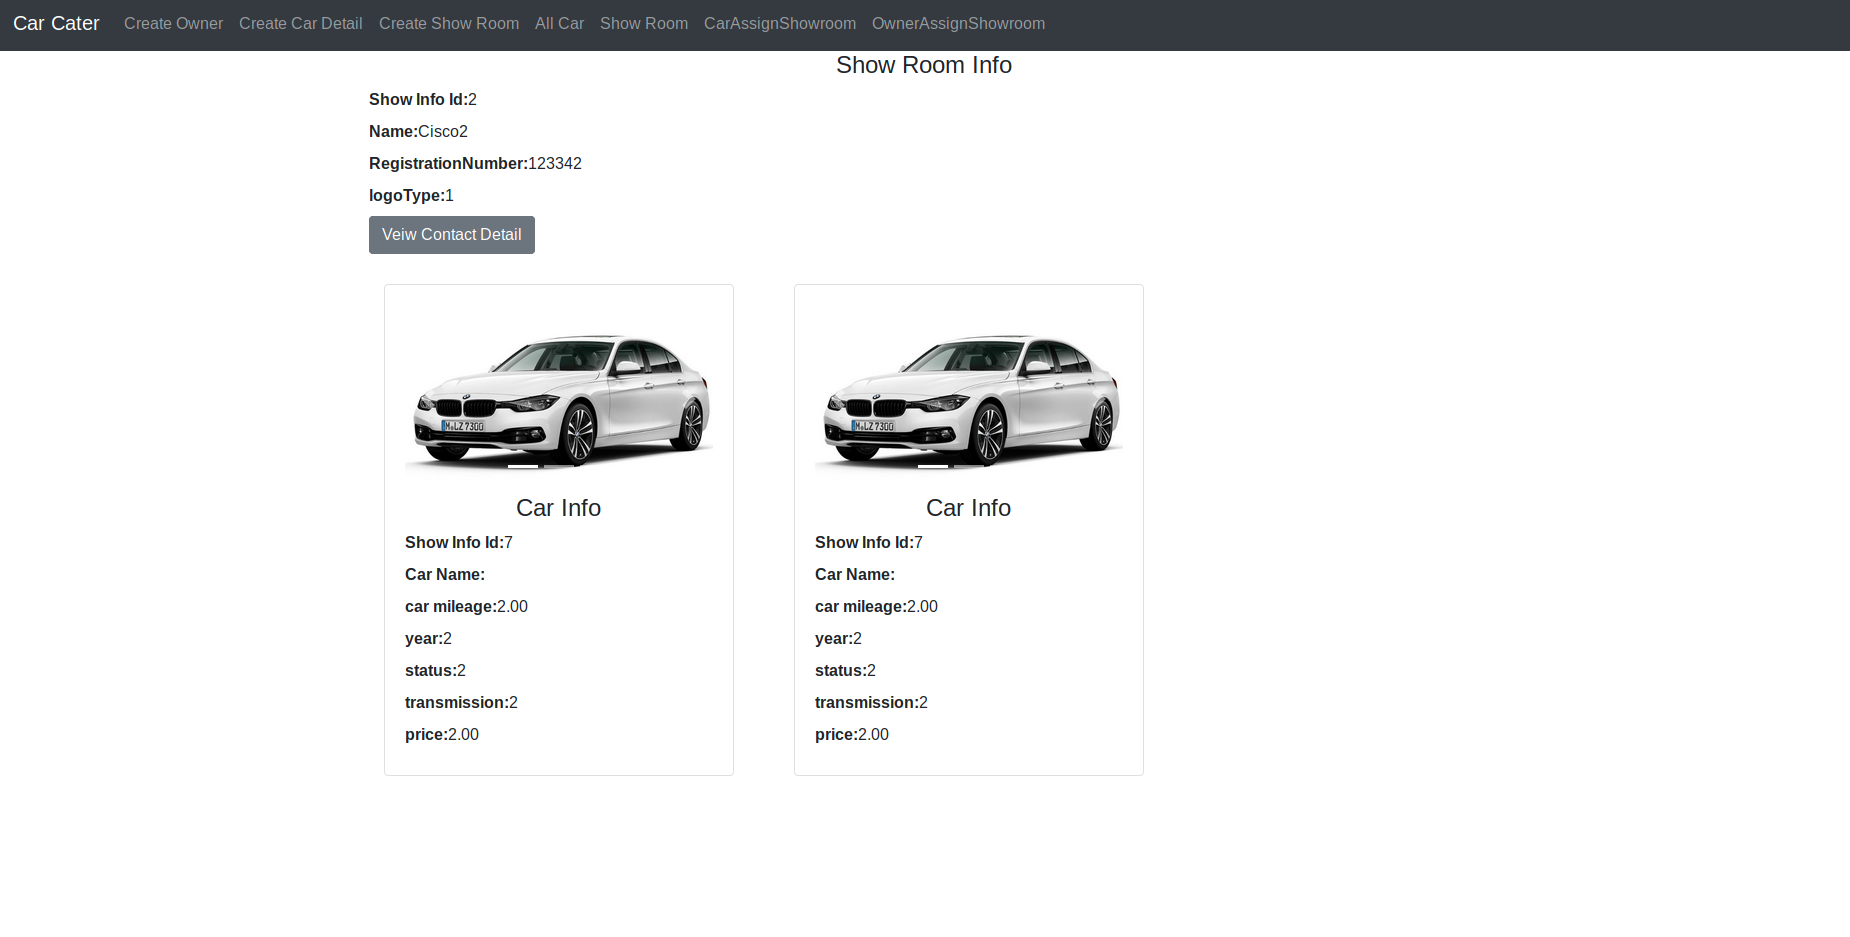 Car Cater Create Owner Create Car Detail Create Show Room All Car Show Room CarAssignShowroom OwnerAssignShowroom
Show Room Info
Show Info Id:2
Name:Cisco2
RegistrationNumber:123342
logoType:1
Veiw Contact Detail
M LZ 7300
Car Info
Show Info Id:7
Car Name:
car mileage:2.00
year:2
status:2
transmission:2
price:2.00
M LZ 7300
Car Info
Show Info Id:7
Car Name:
car mileage:2.00
year:2
status:2
transmission:2
price:2.00